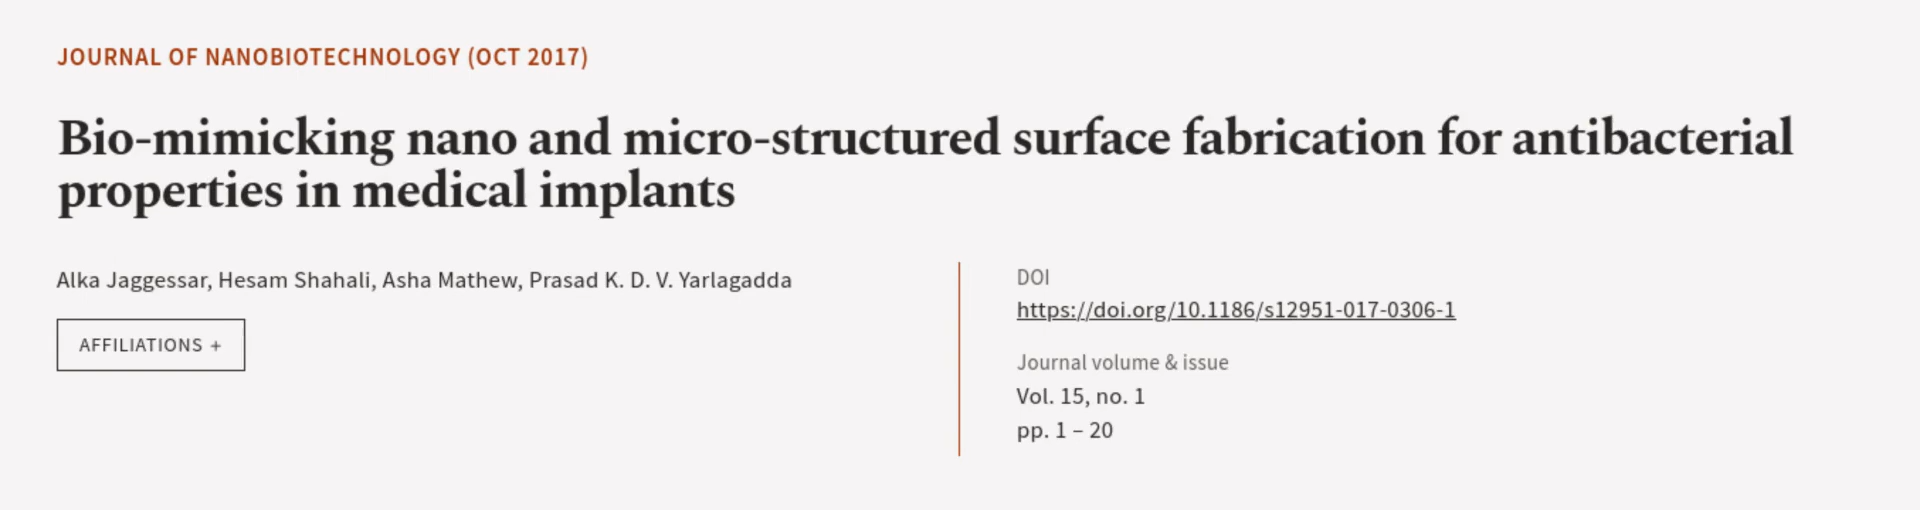 JOURNAL OF NANOBIOTECHNOLOGY (OCT 2017)
Bio-mimicking nano and micro-structured surface fabrication for antibacterial
properties in medical implants
Alka Jaggessar, Hesam Shahali, Asha Mathew, Prasad K. D. V. Yarlagadda
AFFILIATIONS +
DOI
https://doi.org/10.1186/s12951-017-0306-1
Journal volume & issue
Vol. 15, no. 1
pp. 1 – 20